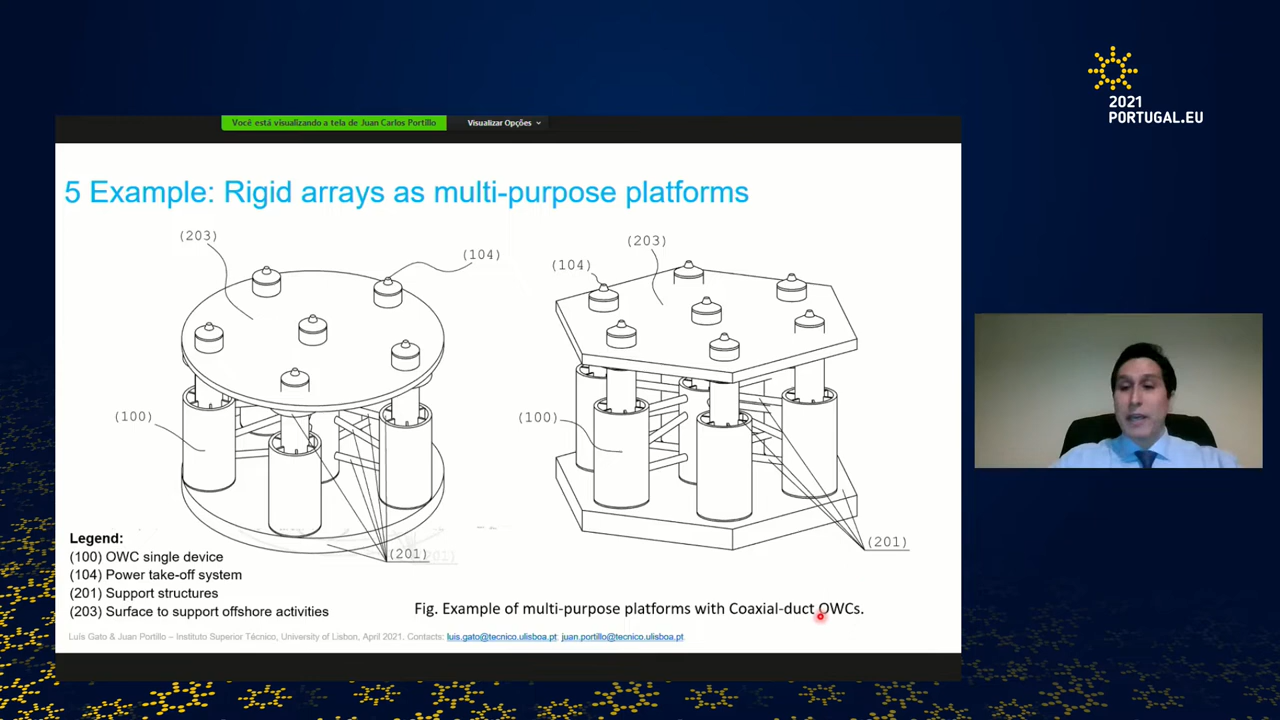 2021
PORTUGAL.EU
Você está visualizando a tela de Juan Carlos Portillo
Visualizar Opções
5 Example: Rigid arrays as multi-purpose platforms
(203)
(104)
(100)
(201)
(203)
(104)
(100)
(201)
Legend:
(100) OWC single device
(104) Power take-off system
(201) Support structures
(203) Surface to support offshore activities
Fig. Example of multi-purpose platforms with Coaxial-duct OWCs.
Luís Gato & Juan Portillo – Instituto Superior Técnico, University of Lisbon, April 2021. Contacts: luis.gato@tecnico.ulisboa.pt juan.portillo@tecnico.ulisboa.pt